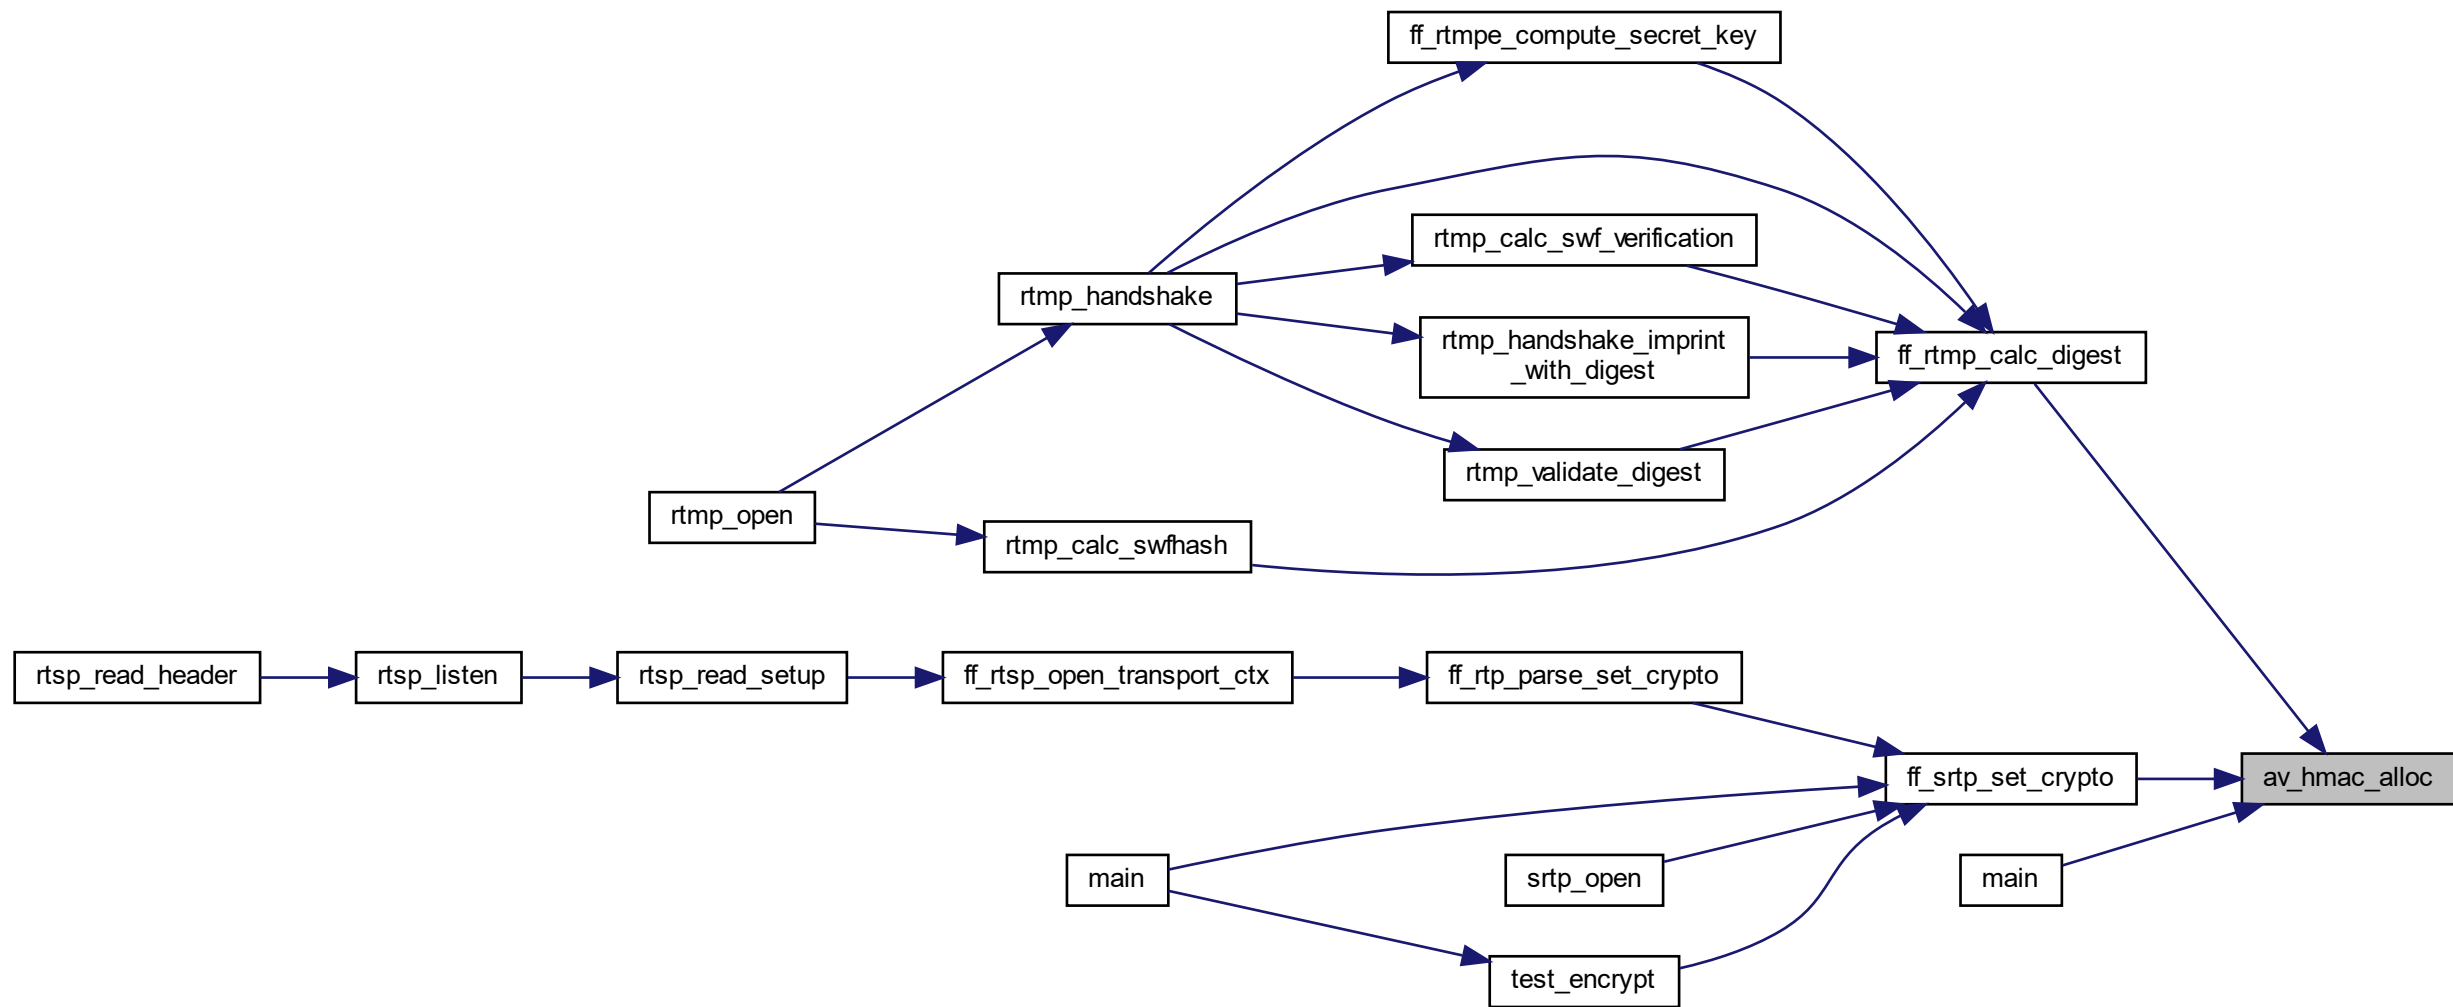 ff_rtmpe_compute_secret_key
rtmp_calc_swf_verification
rtmp_handshake
rtmp_handshake_imprint
_with_digest
ff_rtmp_calc_digest
rtmp_validate_digest
rtmp_open
rtmp_calc_swfhash
rtsp_read_header
rtsp_listen
rtsp_read_setup
ff_rtsp_open_transport_ctx
ff_rtp_parse_set_crypto
ff_srtp_set_crypto
av_hmac_alloc
main
srtp_open
main
test_encrypt